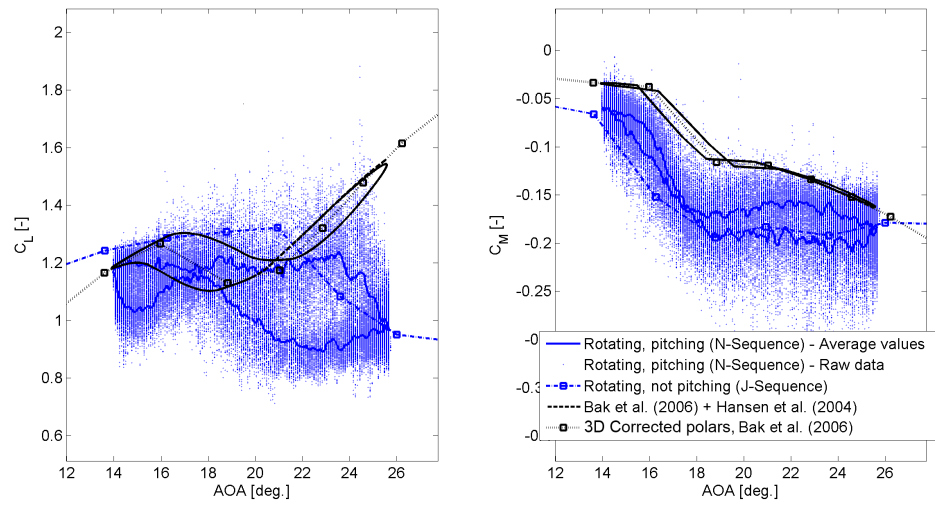 2
1.8
1.6
1.4
1.2
1
0.8
0.6
C_L [-]
12 14 16 18 20 22 24 26
AOA [deg.]
0
-0.05
-0.1
-0.15
-0.2
-0.25
-0
-0.3
-0.
C_M [-]
12 14 16 18 20 22 24 26
AOA [deg.]
Rotating, pitching (N-Sequence) - Average values
Rotating, pitching (N-Sequence) - Raw data
Rotating, not pitching (J-Sequence)
Bak et al. (2006) + Hansen et al. (2004)
3D Corrected polars, Bak et al. (2006)